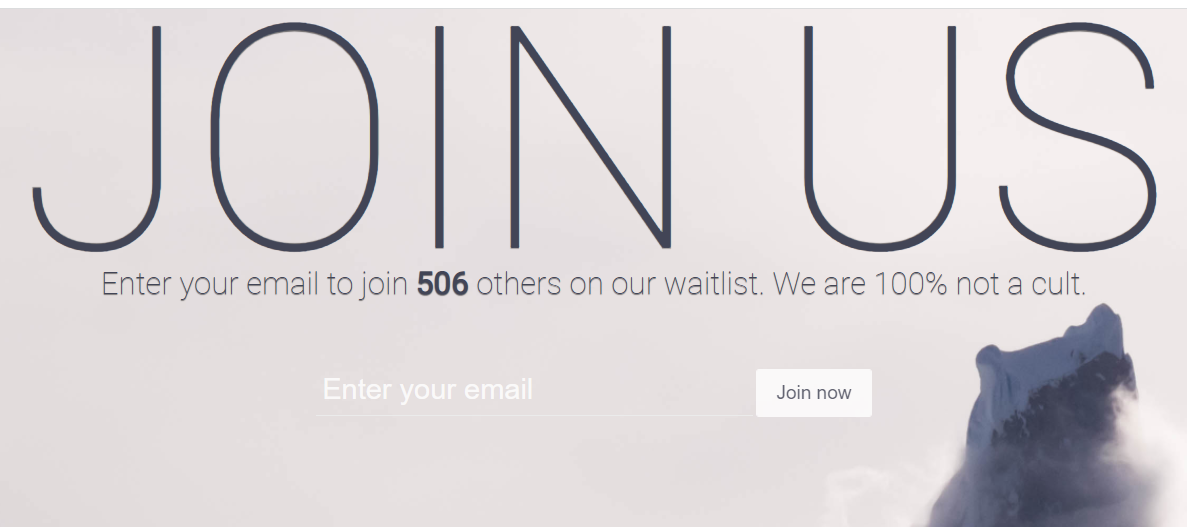 JOIN US
Enter your email to join 506 others on our waitlist. We are 100% not a cult.
Enter your email
Join now